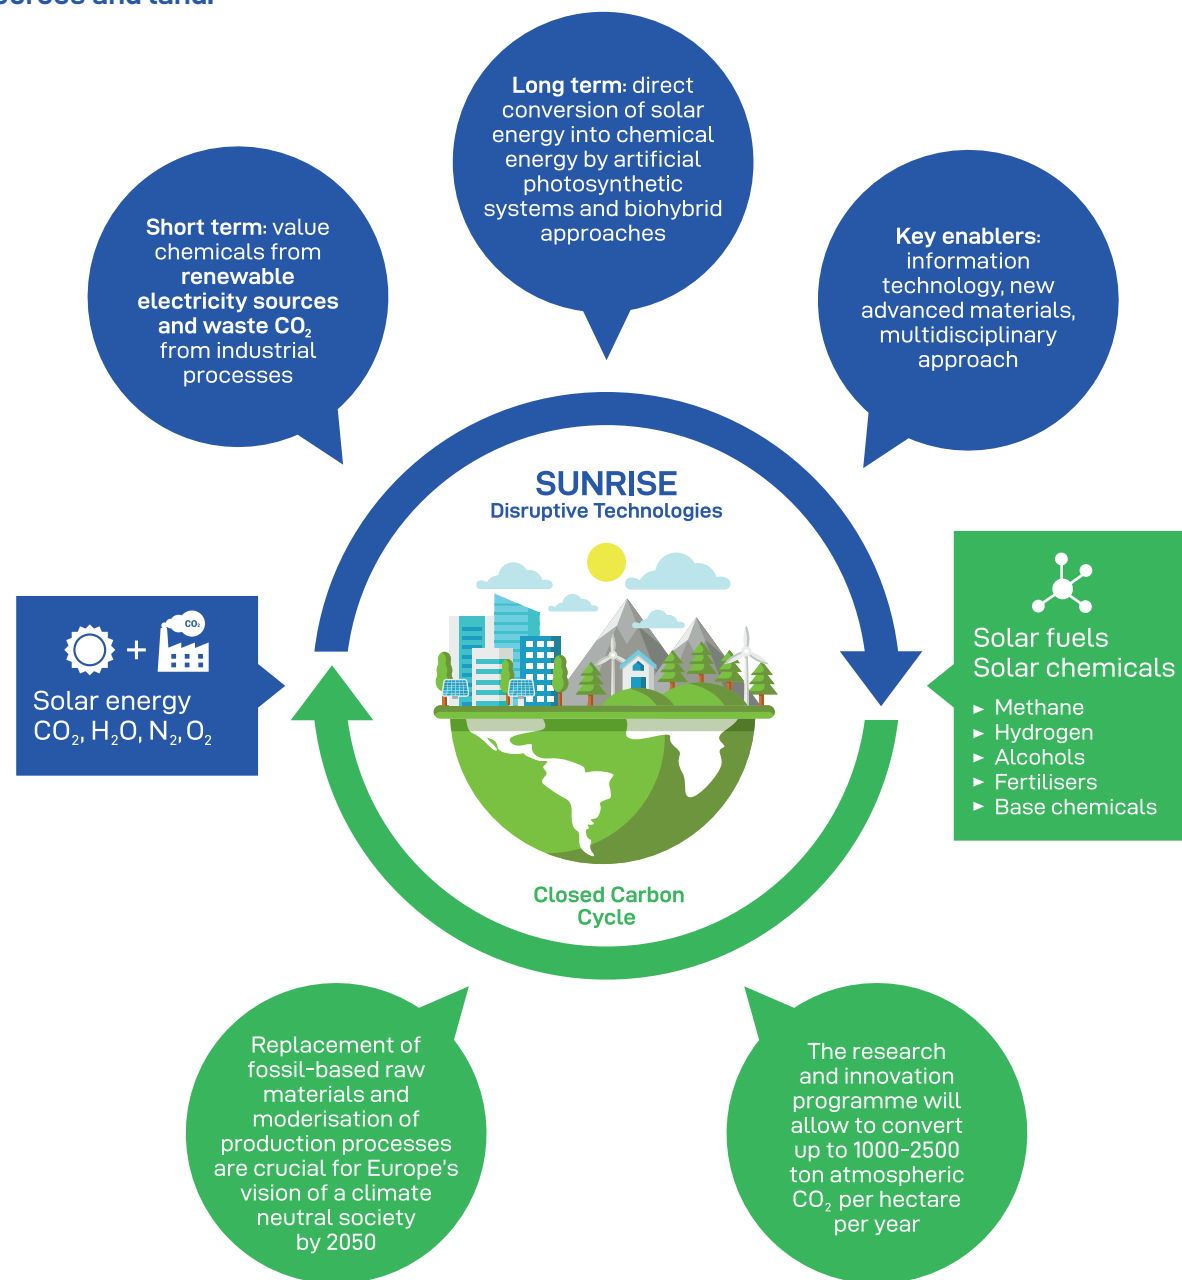 Long term: direct
conversion of solar
energy into chemical
energy by artificial
photosynthetic
systems and biohybrid
approaches
Short term: value
chemicals from
renewable
electricity sources
and waste CO₂
from industrial
processes
Key enablers:
information
technology, new
advanced materials,
multidisciplinary
approach
SUNRISE
Disruptive Technologies
CO₂
+
Solar energy
CO₂, H₂O, N₂, O₂
Solar fuels
Solar chemicals
► Methane
► Hydrogen
► Alcohols
► Fertilisers
► Base chemicals
Closed Carbon
Cycle
Replacement of
fossil-based raw
materials and
moderisation of
production processes
are crucial for Europe's
vision of a climate
neutral society
by 2050
The research
and innovation
programme will
allow to convert
up to 1000-2500
ton atmospheric
CO₂ per hectare
per year